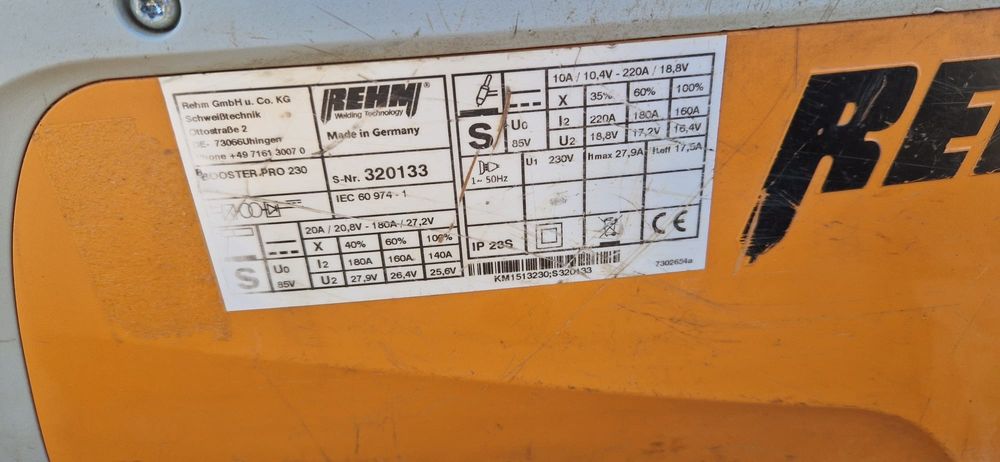 Rehm GmbH u. Co. KG
Schweißtechnik
Ottostraße 2
DE- 73066Uhingen
Phone +49 7161 3007 0
BOOSTER.PRO 230
REHM®
Welding Technology
Made in Germany
S-Nr. 320133
IEC 60 974 - 1
20A / 20,8V - 180A / 27,2V
X 40% 60% 100%
S U0 85V
I2 180A 160A 140A
U2 27,9V 26,4V 25,6V
10A / 10,4V - 220A / 18,8V
X 35% 60% 100%
S U0 85V
I2 220A 180A 160A
U2 18,8V 17,2V 16,4V
1~ 50Hz
U1 230V
I1max 27,9A
I1eff 17,5A
IP 23S
CE
KM1513230;S320133
7302654a
RE